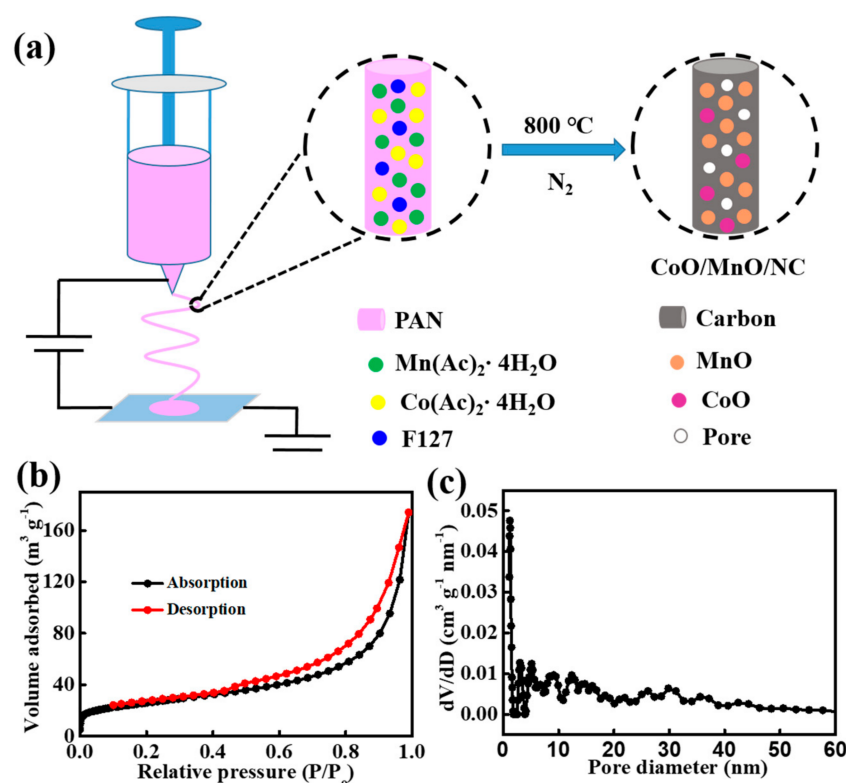 (a)
800 °C
N₂
CoO/MnO/NC
PAN
Mn(Ac)₂· 4H₂O
Co(Ac)₂· 4H₂O
F127
Carbon
MnO
CoO
Pore
(b)
Volume adsorbed (m³ g⁻¹)
160
120
80
40
0
Absorption
Desorption
0.0 0.2 0.4 0.6 0.8 1.0
Relative pressure (P/P₀)
(c)
dV/dD (cm³ g⁻¹ nm⁻¹)
0.05
0.04
0.03
0.02
0.01
0.00
0 10 20 30 40 50 60
Pore diameter (nm)